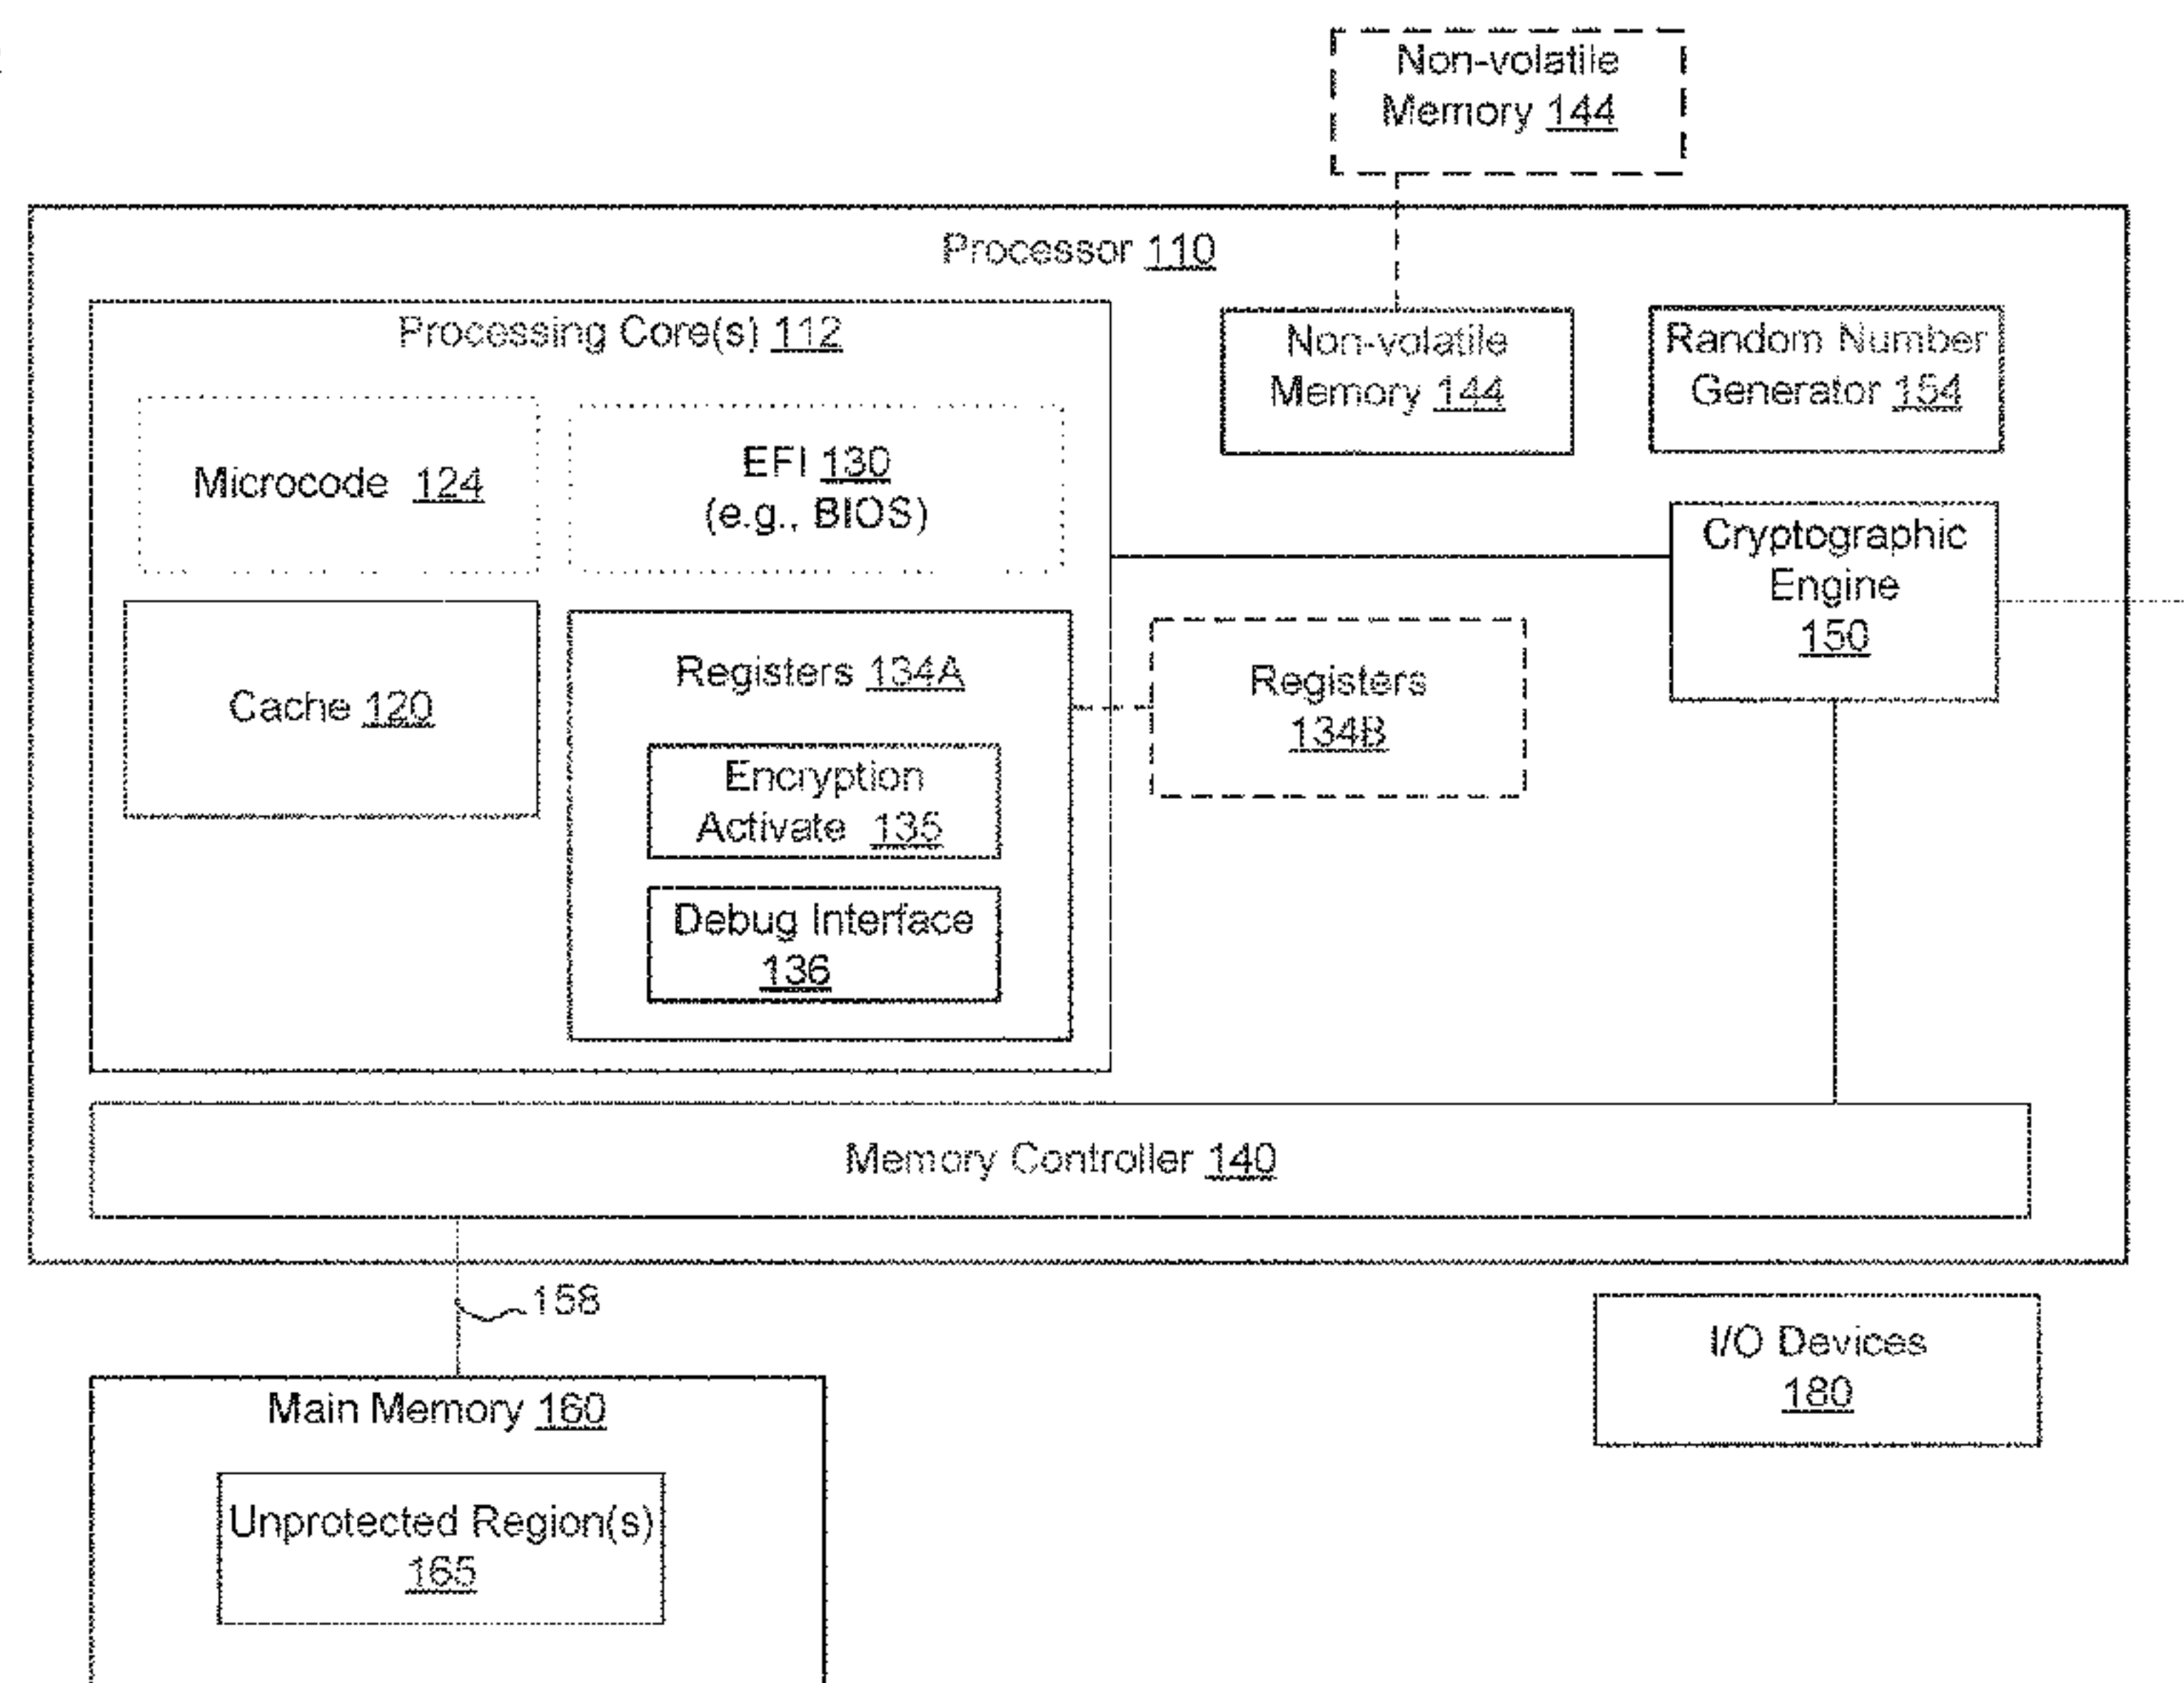 Non-volatile
Memory 144
Processor 110
Processing Core(s) 112
Non-volatile
Memory 144
Random Number
Generator 154
Microcode 124
EFI 130
(e.g., BIOS)
Cryptographic
Engine
150
Cache 120
Registers 134A
Registers
134B
Encryption
Activate 135
Debug Interface
136
Memory Controller 140
158
I/O Devices
180
Main Memory 160
Unprotected Region(s)
165